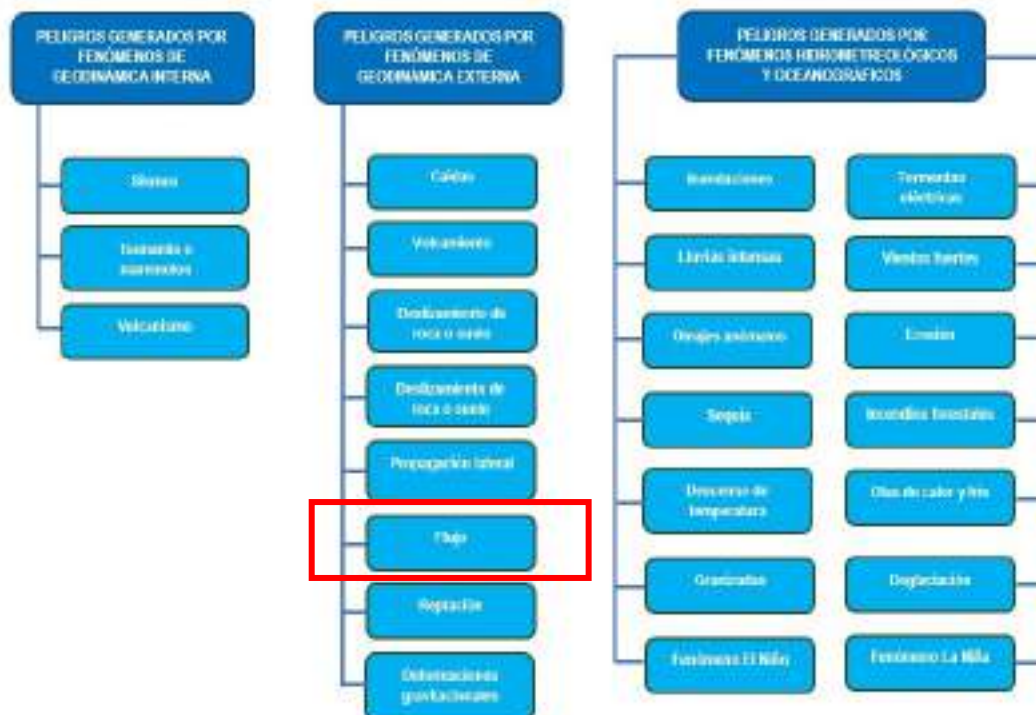 PELIGROS GENERADOS POR
FENÓMENOS DE
GEODINÁMICA INTERNA
Sismos
Tsunamis o
maremotos
Volcanismo
PELIGROS GENERADOS POR
FENÓMENOS DE
GEODINÁMICA EXTERNA
Caídas
Volcamiento
Deslizamiento de
roca o suelo
Deslizamiento de
roca o suelo
Propagación lateral
Flujo
Reptación
Deformaciones
gravitacionales
PELIGROS GENERADOS POR
FENÓMENOS HIDROMETREOLÓGICOS
Y OCEANOGRÁFICOS
Inundaciones
Lluvias intensas
Oleajes anómalos
Sequía
Descenso de
temperatura
Granizadas
Fenómeno El Niño
Tormentas
eléctricas
Vientos fuertes
Erosión
Incendios forestales
Olas de calor y frío
Deglaciación
Fenómeno La Niña